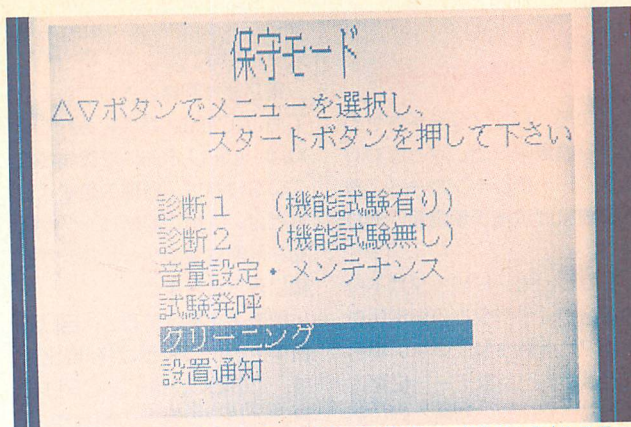 保守モード
△▽ボタンでメニューを選択し、
スタートボタンを押して下さい
診断１　（機能試験有り）
診断２　（機能試験無し）
音量設定・メンテナンス
試験発呼
クリーニング
設置通知